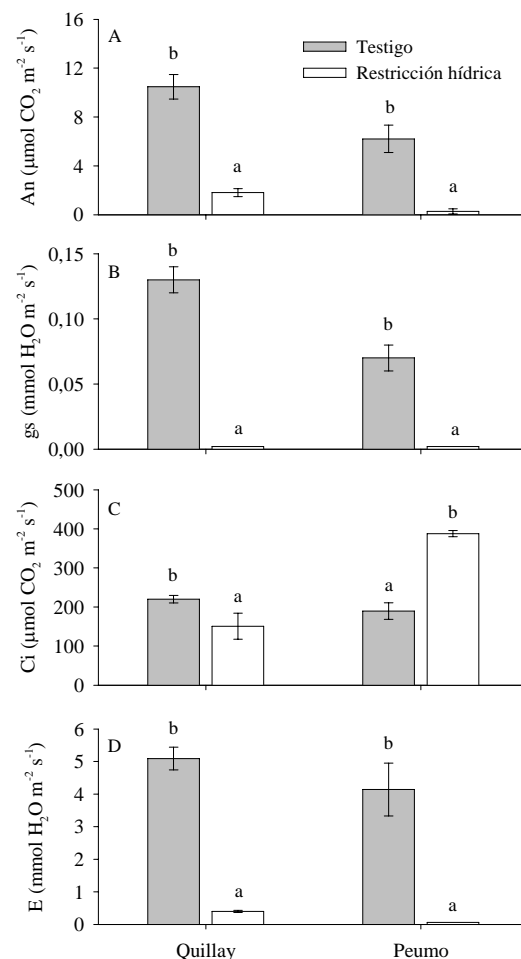 A
Testigo
Restricción hídrica
An (µmol CO₂ m⁻² s⁻¹)
16
12
8
4
0
b
a
b
a
B
gs (mmol H₂O m⁻² s⁻¹)
0,15
0,10
0,05
0,00
b
a
b
a
C
Ci (µmol CO₂ m⁻² s⁻¹)
500
400
300
200
100
0
b
a
a
b
D
E (mmol H₂O m⁻² s⁻¹)
6
5
4
3
2
1
0
b
a
b
a
Quillay Peumo